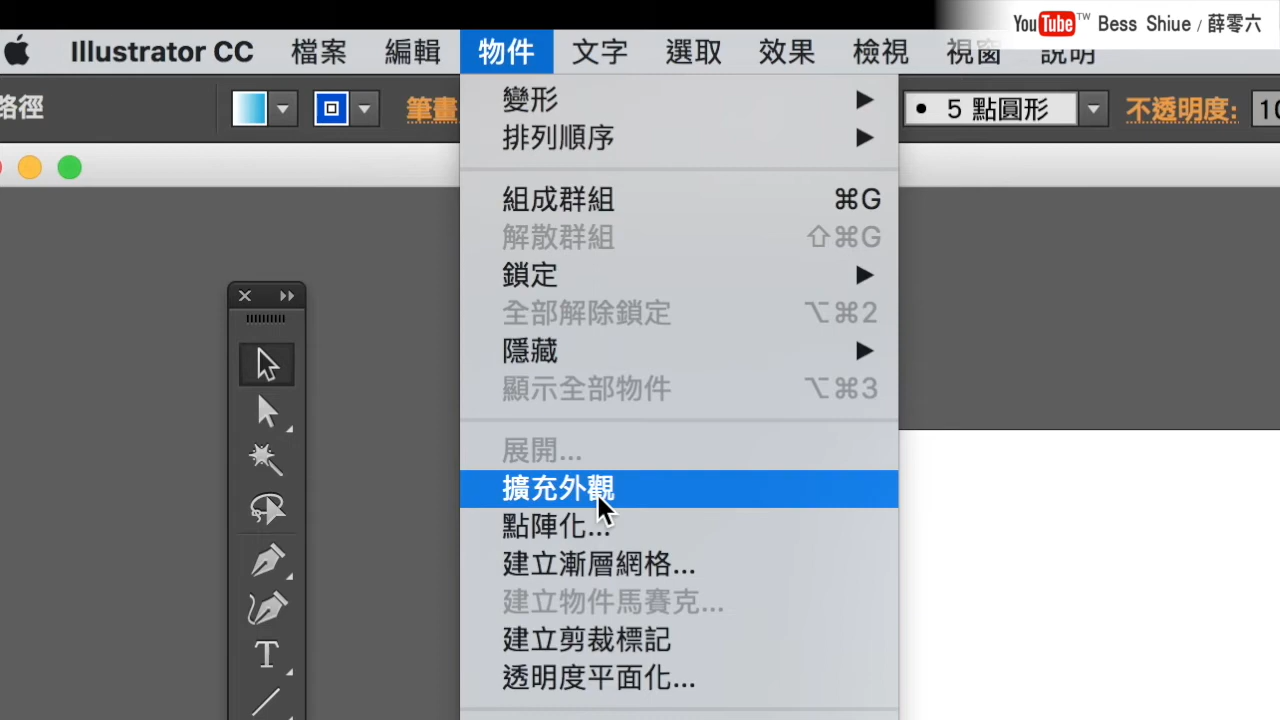 YouTube TW Bess Shiue / 薛零六
Illustrator CC 檔案 編輯 物件 文字 選取 效果 檢視 視窗 說明
路徑 筆畫 5 點圓形 不透明度: 10
變形
排列順序
組成群組 ⌘G
解散群組 ⇧⌘G
鎖定
全部解除鎖定 ⌥⌘2
隱藏
顯示全部物件 ⌥⌘3
展開...
擴充外觀
點陣化...
建立漸層網格...
建立物件馬賽克...
建立剪裁標記
透明度平面化...